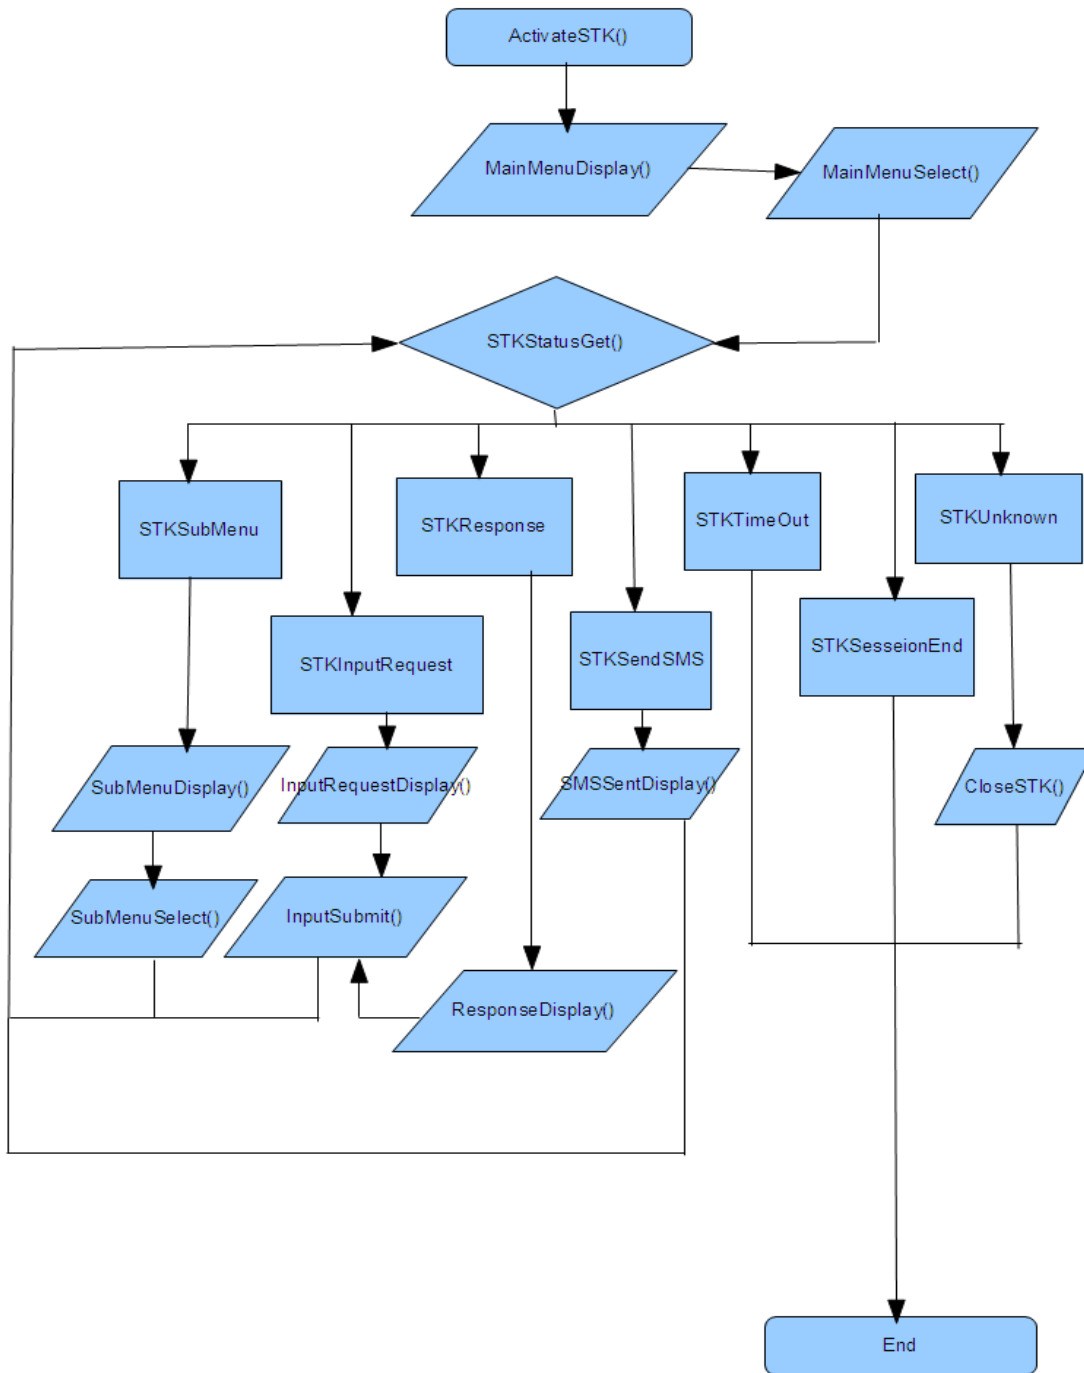 ActivateSTK()
MainMenuDisplay()
MainMenuSelect()
STKStatusGet()
STKSubMenu
STKResponse
STKTimeOut
STKUnknown
STKInputRequest
STKSendSMS
STKSesseionEnd
SubMenuDisplay()
InputRequestDisplay()
SMSSentDisplay()
CloseSTK()
SubMenuSelect()
InputSubmit()
ResponseDisplay()
End